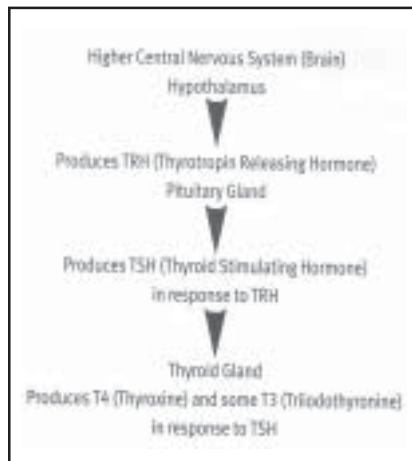 Higher Central Nervous System (Brain)
Hypothalamus
Produces TRH (Thyrotropin Releasing Hormone)
Pituitary Gland
Produces TSH (Thyroid Stimulating Hormone)
in response to TRH
Thyroid Gland
Produces T4 (Thyroxine) and some T3 (Triiodothyronine)
in response to TSH